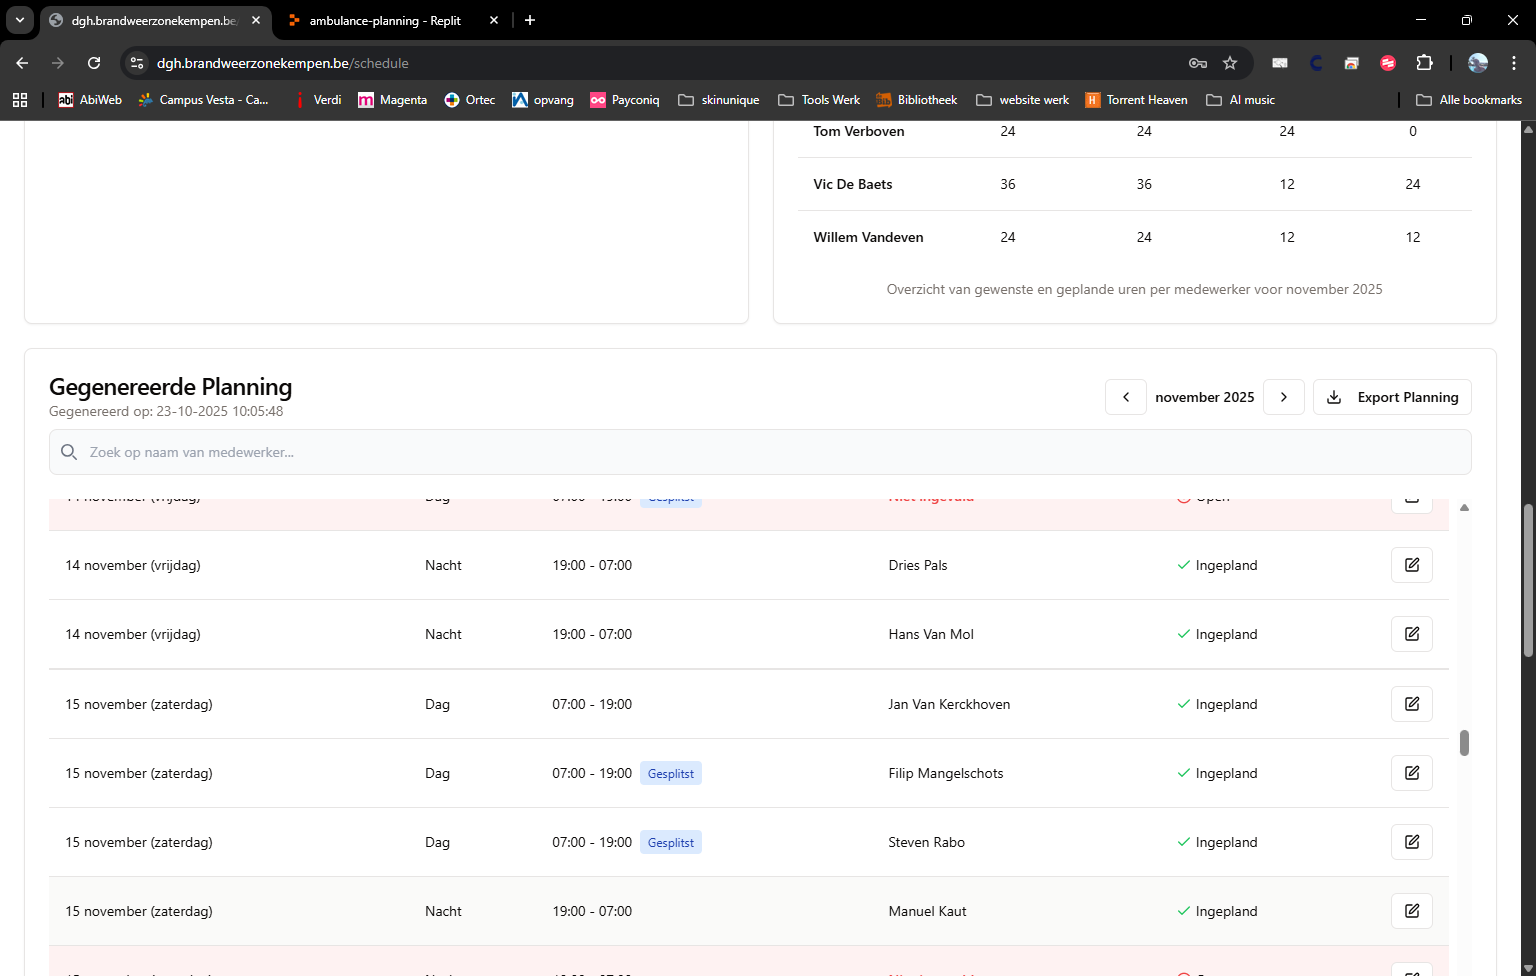 dgh.brandweerzonekempen.be/
ambulance-planning - Replit
dgh.brandweerzonekempen.be/schedule
abi AbiWeb
Campus Vesta - Ca...
Verdi
m Magenta
Ortec
opvang
Payconiq
skinunique
Tools Werk
Bibliotheek
website werk
H Torrent Heaven
AI music
Alle bookmarks
Tom Verboven 24 24 24 0
Vic De Baets 36 36 12 24
Willem Vandeven 24 24 12 12
Overzicht van gewenste en geplande uren per medewerker voor november 2025
Gegenereerde Planning
Gegenereerd op: 23-10-2025 10:05:48
november 2025
Export Planning
Zoek op naam van medewerker...
14 november (vrijdag) Dag 07:00 - 19:00 Gesplitst Niet ingevuld Open
14 november (vrijdag) Nacht 19:00 - 07:00 Dries Pals Ingepland
14 november (vrijdag) Nacht 19:00 - 07:00 Hans Van Mol Ingepland
15 november (zaterdag) Dag 07:00 - 19:00 Jan Van Kerckhoven Ingepland
15 november (zaterdag) Dag 07:00 - 19:00 Gesplitst Filip Mangelschots Ingepland
15 november (zaterdag) Dag 07:00 - 19:00 Gesplitst Steven Rabo Ingepland
15 november (zaterdag) Nacht 19:00 - 07:00 Manuel Kaut Ingepland